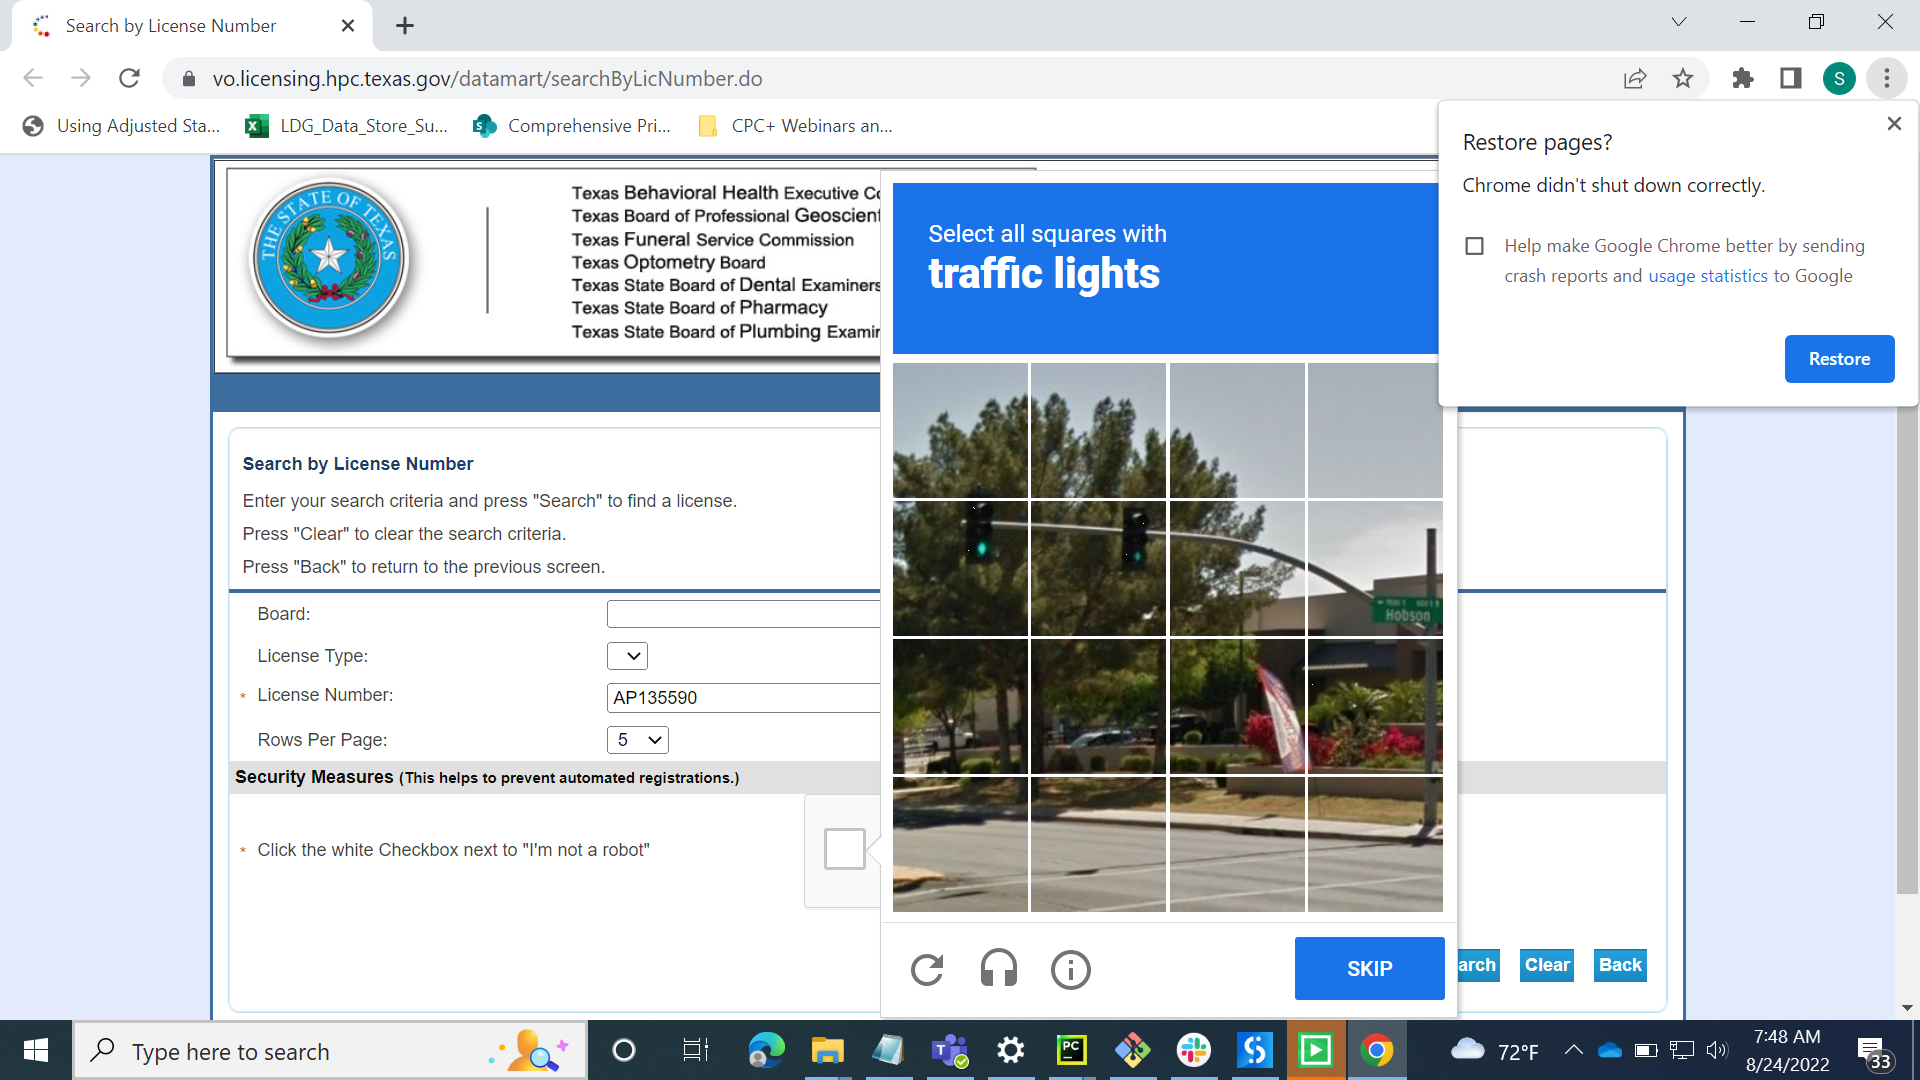 Search by License Number
vo.licensing.hpc.texas.gov/datamart/searchByLicNumber.do
S
Using Adjusted Sta...
LDG_Data_Store_Su...
Comprehensive Pri...
CPC+ Webinars an...
Restore pages?
Chrome didn't shut down correctly.
Help make Google Chrome better by sending
crash reports and usage statistics to Google
Restore
THE STATE OF TEXAS
Texas Behavioral Health Executive Co
Texas Board of Professional Geoscient
Texas Funeral Service Commission
Texas Optometry Board
Texas State Board of Dental Examiners
Texas State Board of Pharmacy
Texas State Board of Plumbing Examin
Select all squares with
traffic lights
Hobson
Search by License Number
Enter your search criteria and press "Search" to find a license.
Press "Clear" to clear the search criteria.
Press "Back" to return to the previous screen.
Board:
License Type:
* License Number:
AP135590
Rows Per Page:
5
Security Measures (This helps to prevent automated registrations.)
* Click the white Checkbox next to "I'm not a robot"
SKIP
arch
Clear
Back
Type here to search
PC
72°F
7:48 AM
8/24/2022
33